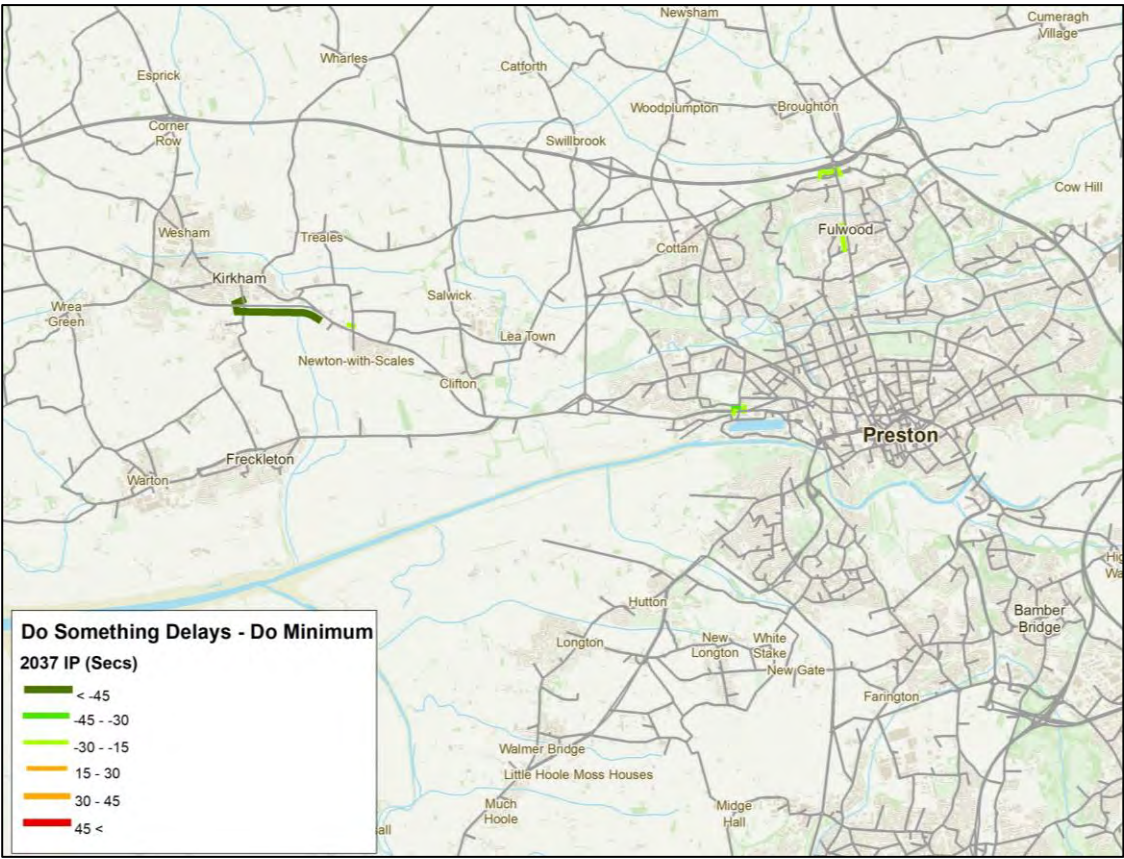 Newsham
Cumeragh
Village
Wharles
Esprick
Catforth
Woodplumpton
Broughton
Corner
Row
Swillbrook
Cow Hill
Wesham
Treales
Fulwood
Cottam
Kirkham
Wrea
Green
Salwick
Lea Town
Newton-with-Scales
Clifton
Preston
Freckleton
Warton
Hutton
Bamber
Bridge
Longton
New
Longton
White
Stake
New Gate
Farington
Walmer Bridge
Little Hoole Moss Houses
Much
Hoole
Midge
Hall
Do Something Delays - Do Minimum
2037 IP (Secs)
< -45
-45 - -30
-30 - -15
15 - 30
30 - 45
45 <